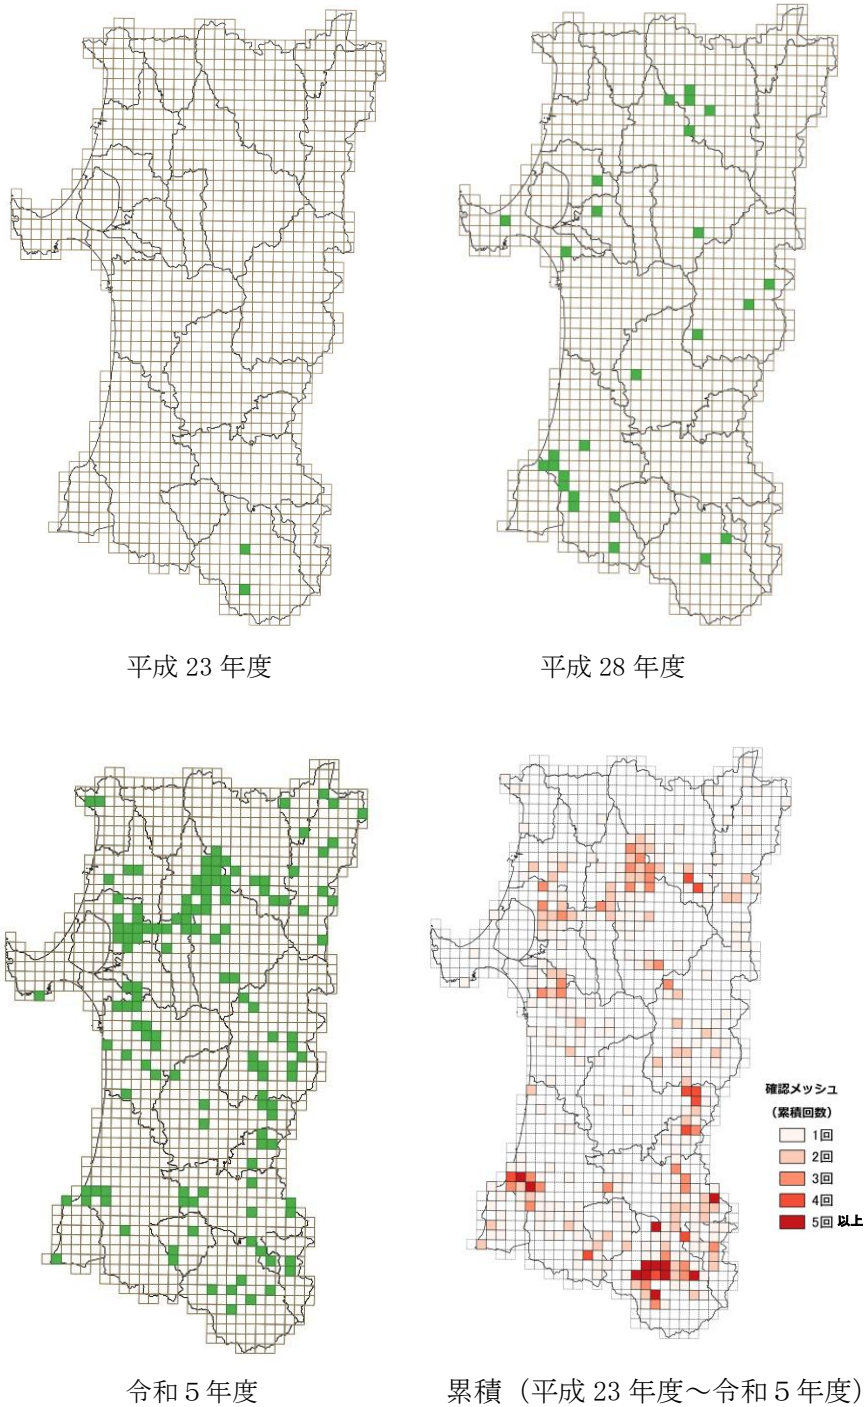 平成 23 年度
平成 28 年度
確認メッシュ
(累積回数)
1回
2回
3回
4回
5回 以上
令和５年度
累積（平成 23 年度～令和５年度）